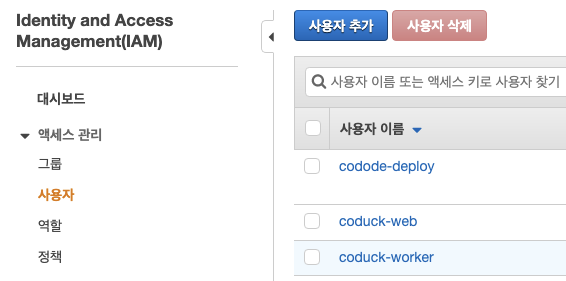 Identity and Access
Management(IAM)
대시보드
액세스 관리
그룹
사용자
역할
정책
사용자 추가
사용자 삭제
사용자 이름 또는 액세스 키로 사용자 찾기
사용자 이름
codode-deploy
coduck-web
coduck-worker